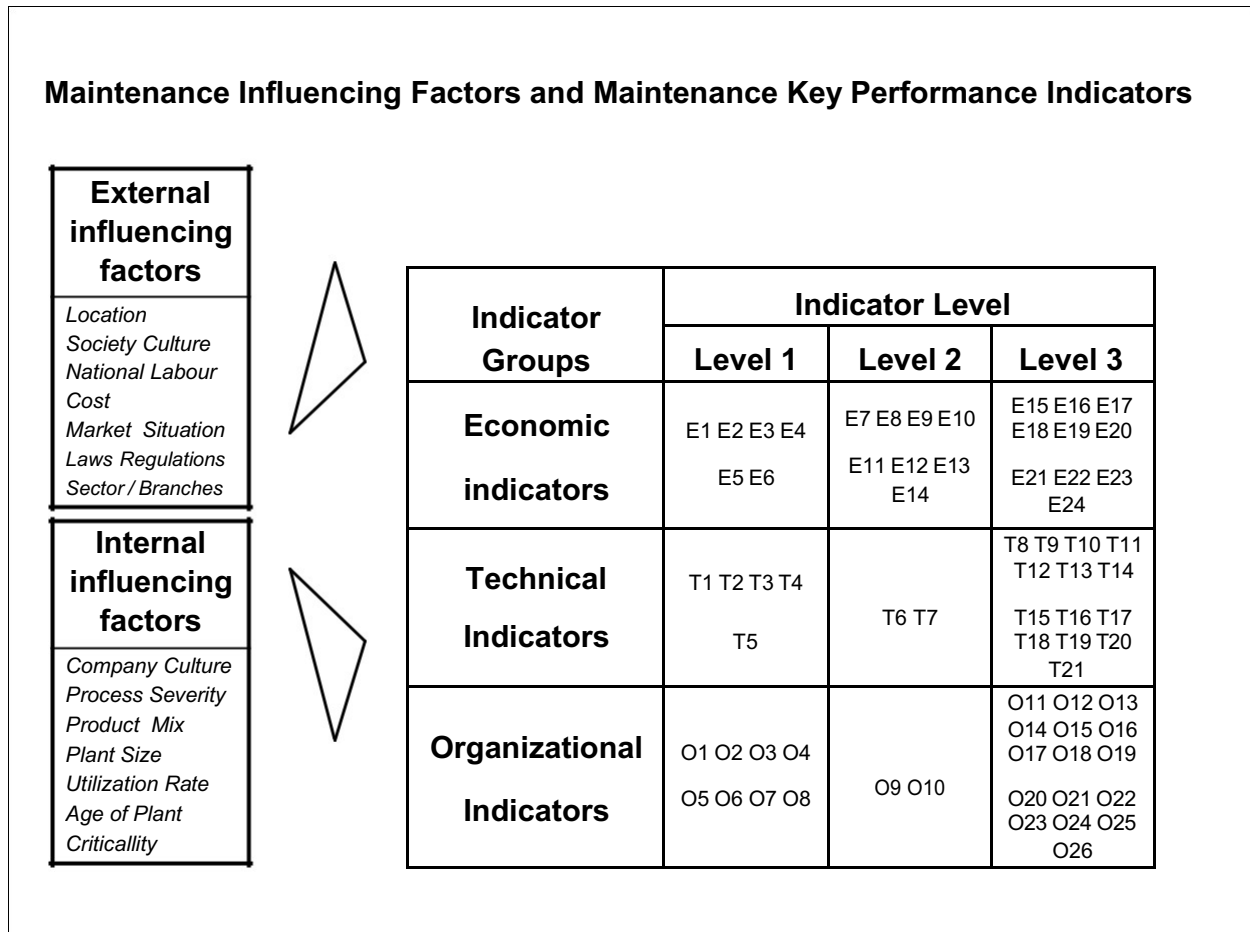 Maintenance Influencing Factors and Maintenance Key Performance Indicators
External
influencing
factors
Location
Society Culture
National Labour
Cost
Market Situation
Laws Regulations
Sector / Branches
Internal
influencing
factors
Company Culture
Process Severity
Product Mix
Plant Size
Utilization Rate
Age of Plant
Criticallity
Indicator
Groups
Indicator Level
Level 1
Level 2
Level 3
Economic
indicators
E1 E2 E3 E4
E5 E6
E7 E8 E9 E10
E11 E12 E13
E14
E15 E16 E17
E18 E19 E20
E21 E22 E23
E24
Technical
Indicators
T1 T2 T3 T4
T5
T6 T7
T8 T9 T10 T11
T12 T13 T14
T15 T16 T17
T18 T19 T20
T21
Organizational
Indicators
O1 O2 O3 O4
O5 O6 O7 O8
O9 O10
O11 O12 O13
O14 O15 O16
O17 O18 O19
O20 O21 O22
O23 O24 O25
O26